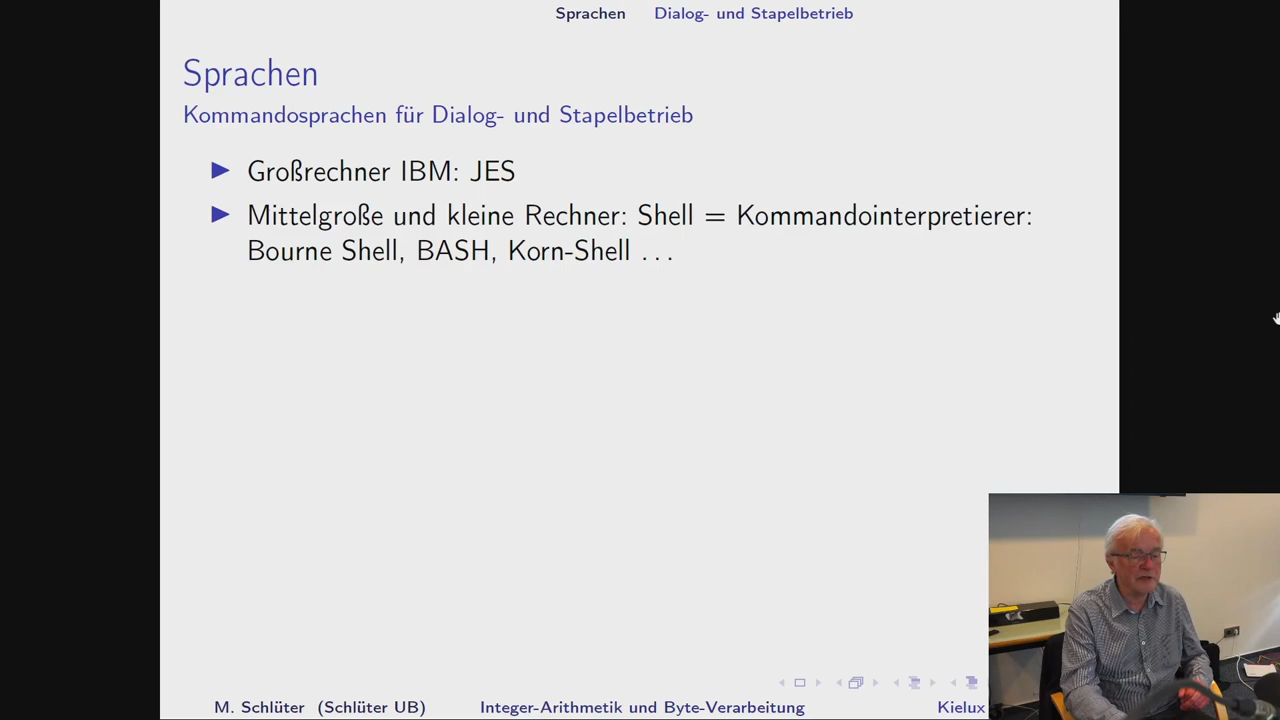 Sprachen Dialog- und Stapelbetrieb
Sprachen
Kommandosprachen für Dialog- und Stapelbetrieb
Großrechner IBM: JES
Mittelgroße und kleine Rechner: Shell = Kommandointerpretierer:
Bourne Shell, BASH, Korn-Shell ...
M. Schlüter (Schlüter UB) Integer-Arithmetik und Byte-Verarbeitung Kielux